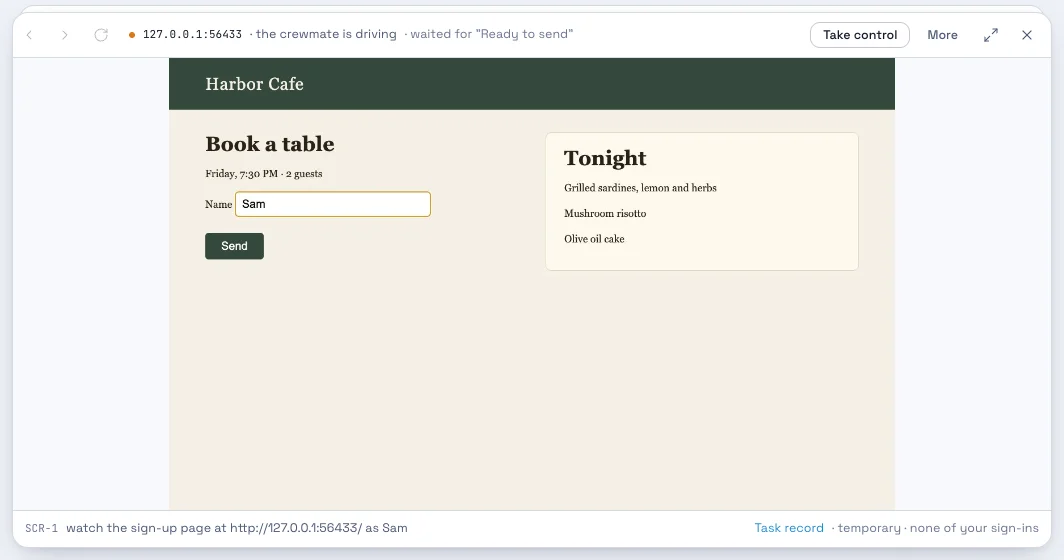 127.0.0.1:56433 · the crewmate is driving · waited for "Ready to send"
Take control
More
Harbor Cafe
Book a table
Friday, 7:30 PM · 2 guests
Name Sam
Send
Tonight
Grilled sardines, lemon and herbs
Mushroom risotto
Olive oil cake
SCR-1 watch the sign-up page at http://127.0.0.1:56433/ as Sam
Task record · temporary · none of your sign-ins